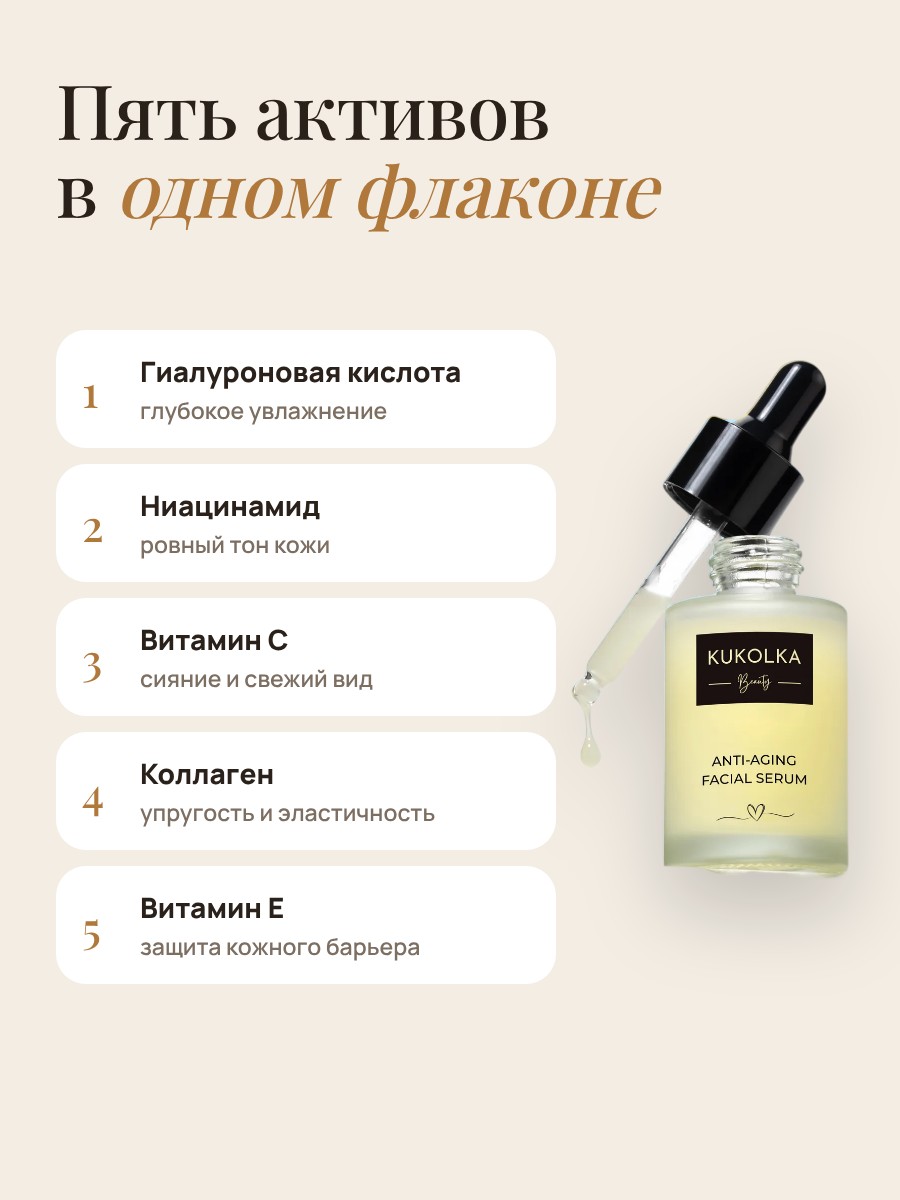 Пять активов
в одном флаконе
1
Гиалуроновая кислота
глубокое увлажнение
2
Ниацинамид
ровный тон кожи
3
Витамин C
сияние и свежий вид
4
Коллаген
упругость и эластичность
5
Витамин E
защита кожного барьера
KUKOLKA
Beauty
ANTI-AGING
FACIAL SERUM